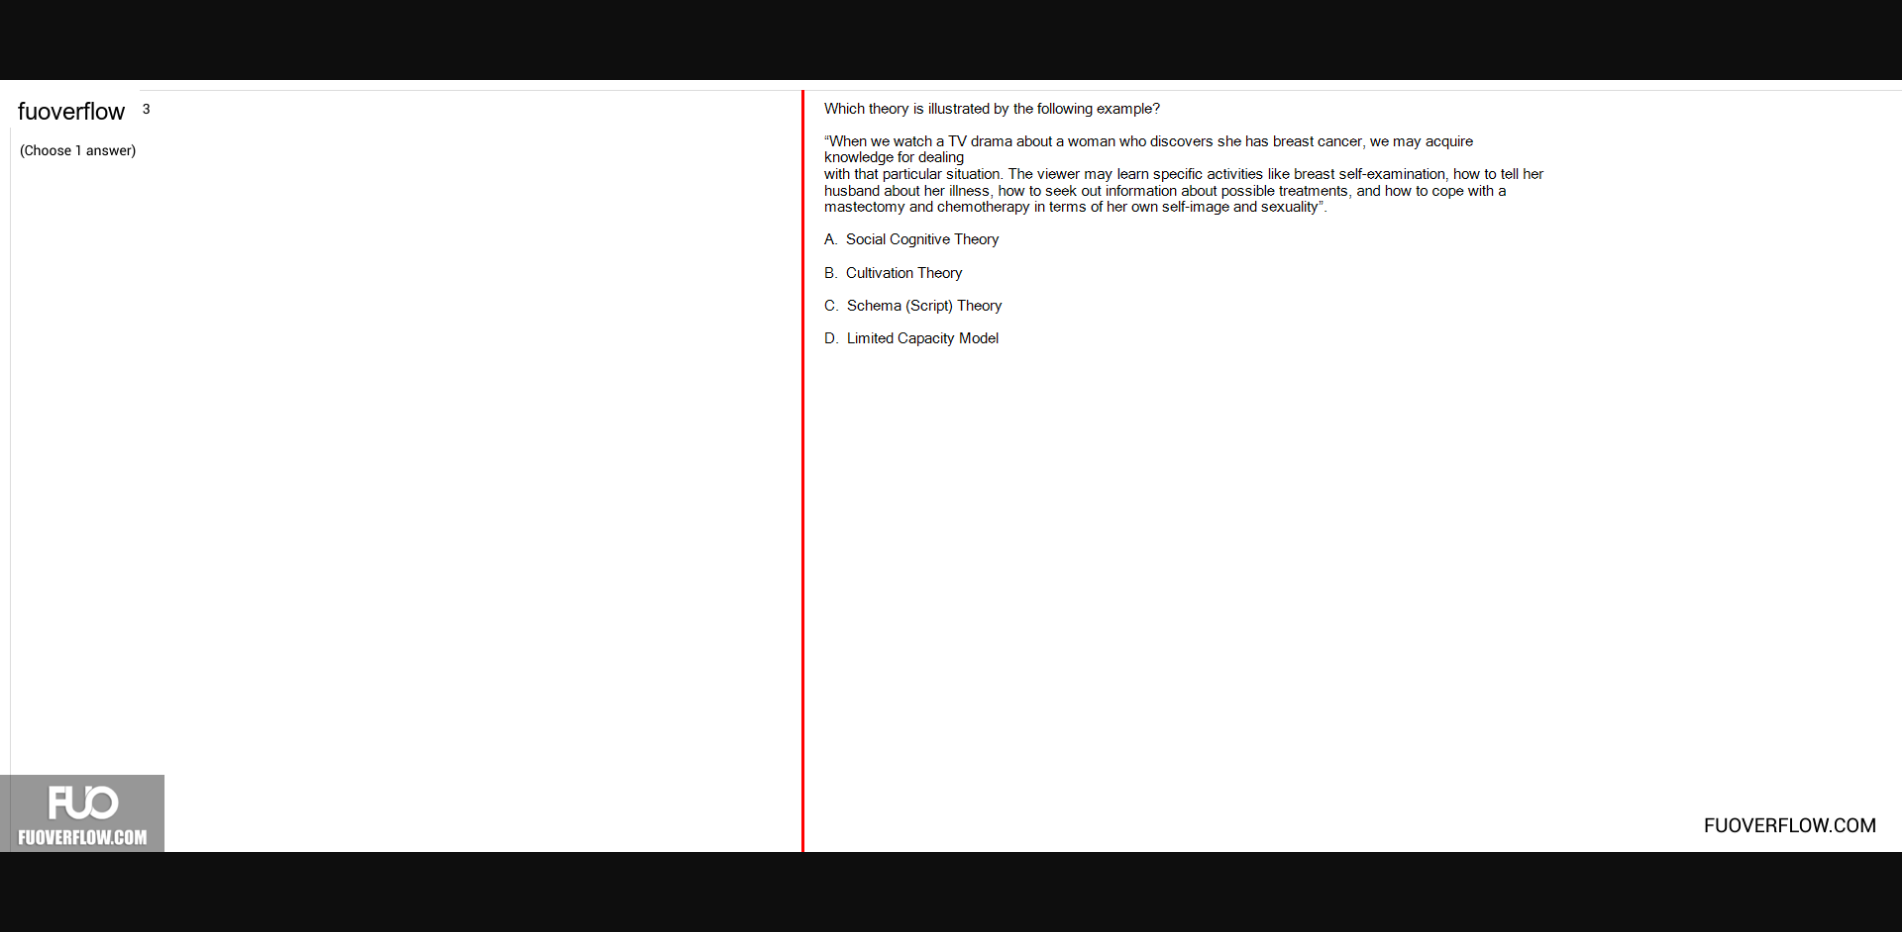 fuoverflow 3
(Choose 1 answer)
Which theory is illustrated by the following example?
“When we watch a TV drama about a woman who discovers she has breast cancer, we may acquire
knowledge for dealing
with that particular situation. The viewer may learn specific activities like breast self-examination, how to tell her
husband about her illness, how to seek out information about possible treatments, and how to cope with a
mastectomy and chemotherapy in terms of her own self-image and sexuality”.
A. Social Cognitive Theory
B. Cultivation Theory
C. Schema (Script) Theory
D. Limited Capacity Model
FUO
FUOVERFLOW.COM
FUOVERFLOW.COM